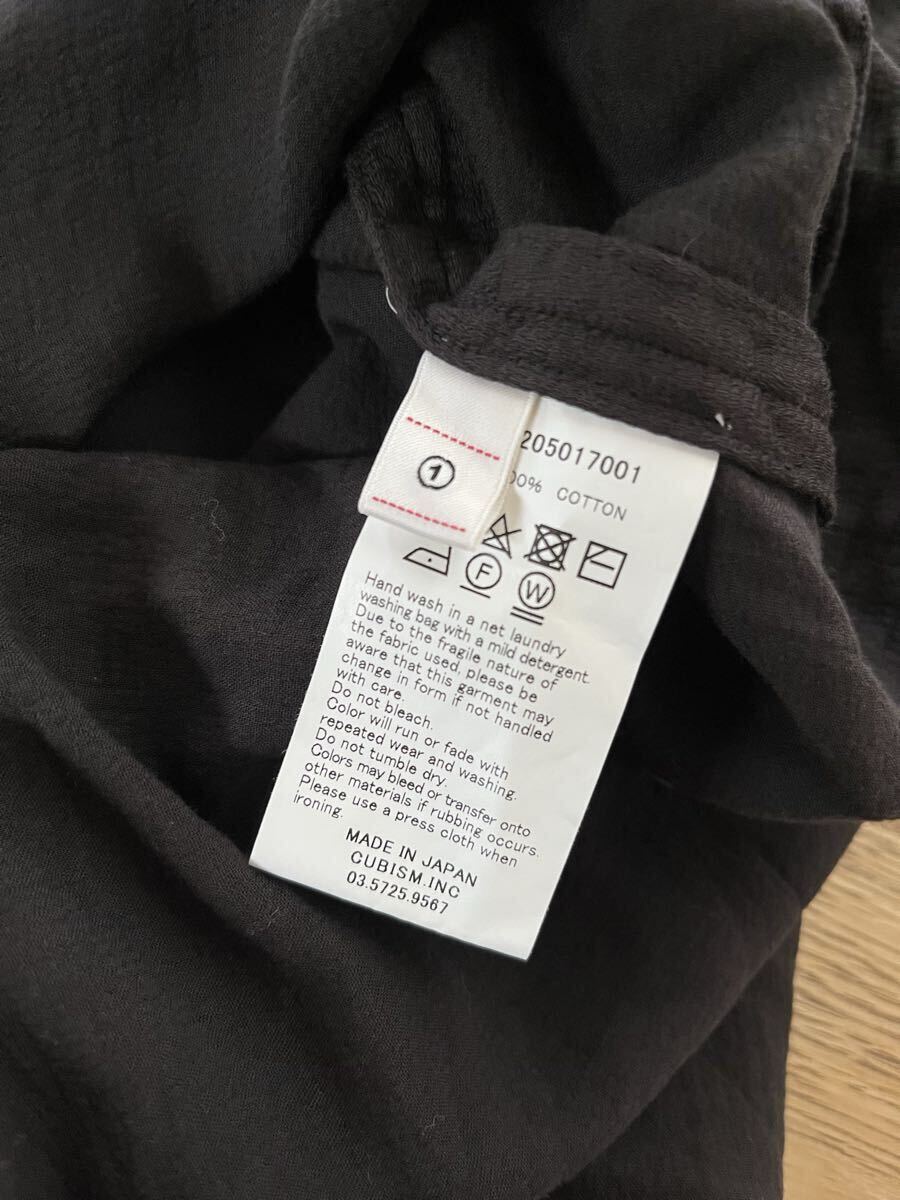 1
205017001
00% COTTON
F
W
Hand wash in a net laundry
washing bag with a mild detergent.
Due to the fragile nature of
the fabric used, please be
aware that this garment may
change in form if not handled
with care.
Do not bleach.
Color will run or fade with
repeated wear and washing.
Do not tumble dry.
Colors may bleed or transfer onto
other materials if rubbing occurs.
Please use a press cloth when
ironing.
MADE IN JAPAN
CUBISM.INC
03.5725.9567